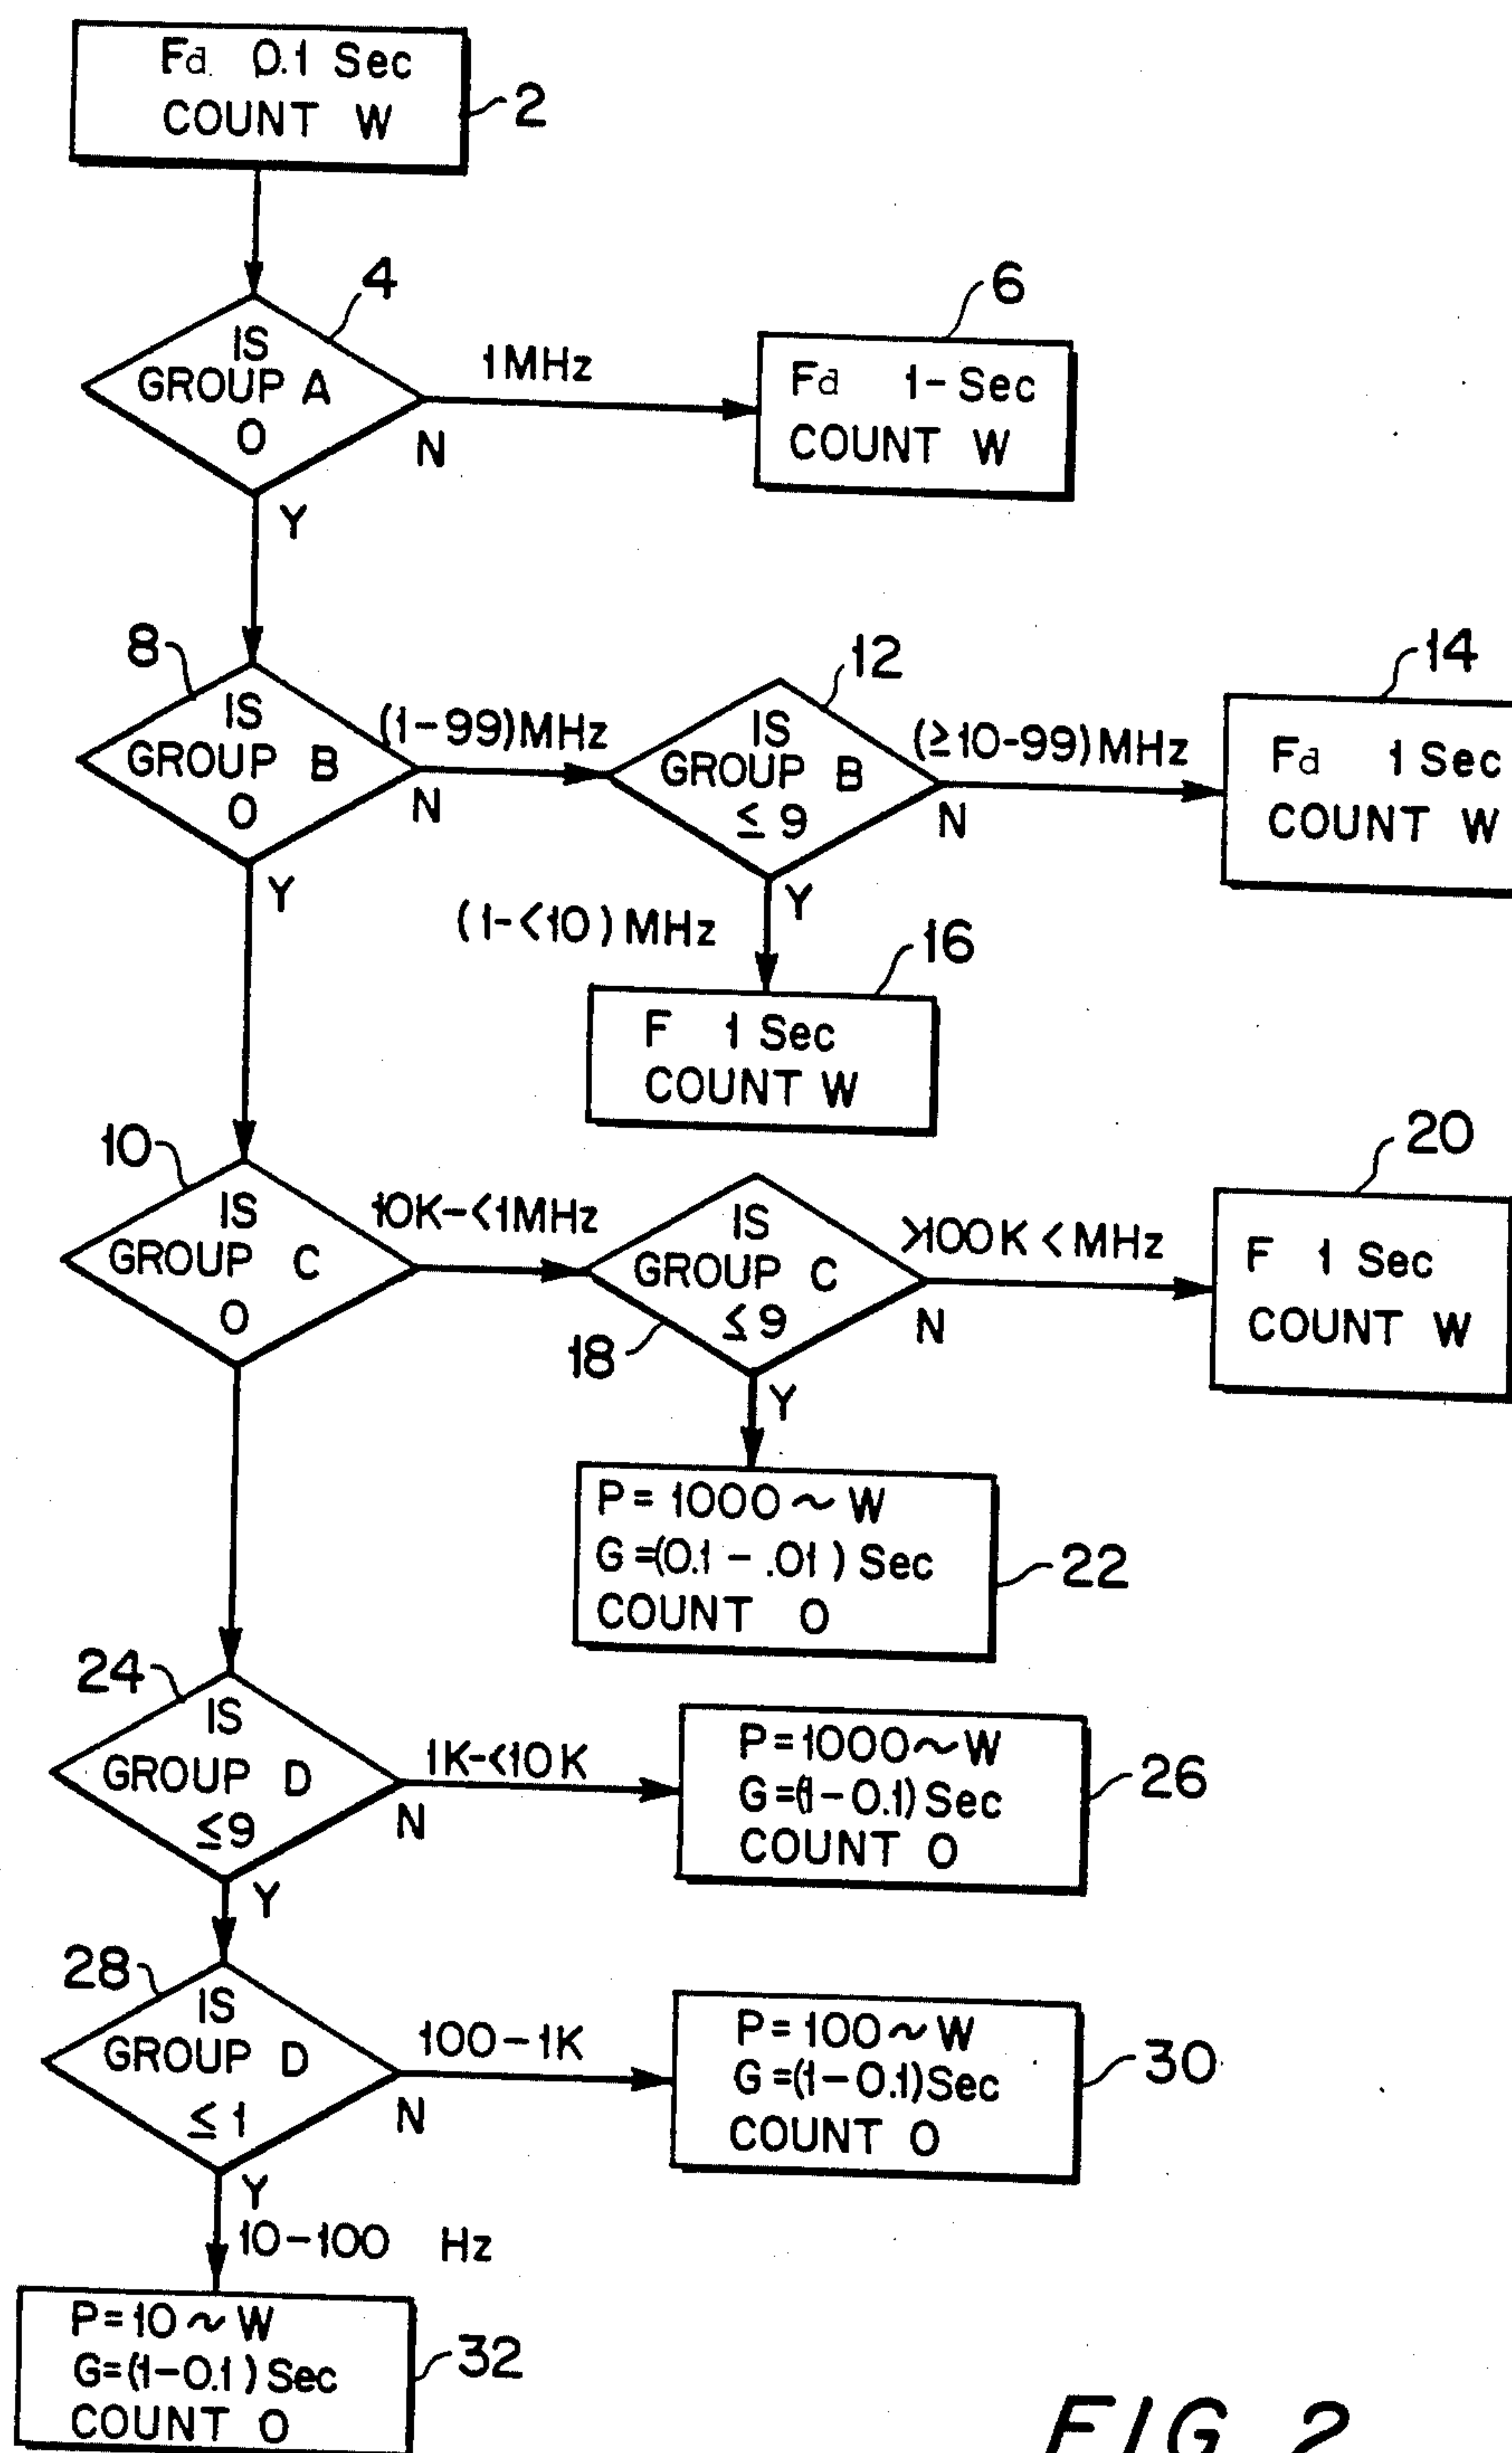 Fd 0.1 Sec
COUNT W
2
4
IS
GROUP A
0
1MHz
N
Y
6
Fd 1-Sec
COUNT W
8
IS
GROUP B
0
(1-99)MHz
N
Y
12
IS
GROUP B
≤ 9
(≥10-99)MHz
N
Y
14
Fd 1 Sec
COUNT W
(1-<10)MHz
16
F 1 Sec
COUNT W
10
IS
GROUP C
0
10K-<1MHz
IS
GROUP C
≤9
18
>100K<MHz
N
Y
20
F 1 Sec
COUNT W
P=1000~W
G=(0.1-.01) Sec
COUNT 0
22
24
IS
GROUP D
≤9
1K-<10K
N
Y
P=1000~W
G=(1-0.1)Sec
COUNT 0
26
28
IS
GROUP D
≤ 1
100-1K
N
Y
P=100~W
G=(1-0.1)Sec
COUNT 0
30
10-100 Hz
P=10~W
G=(1-0.1)Sec
COUNT 0
32
FIG 2